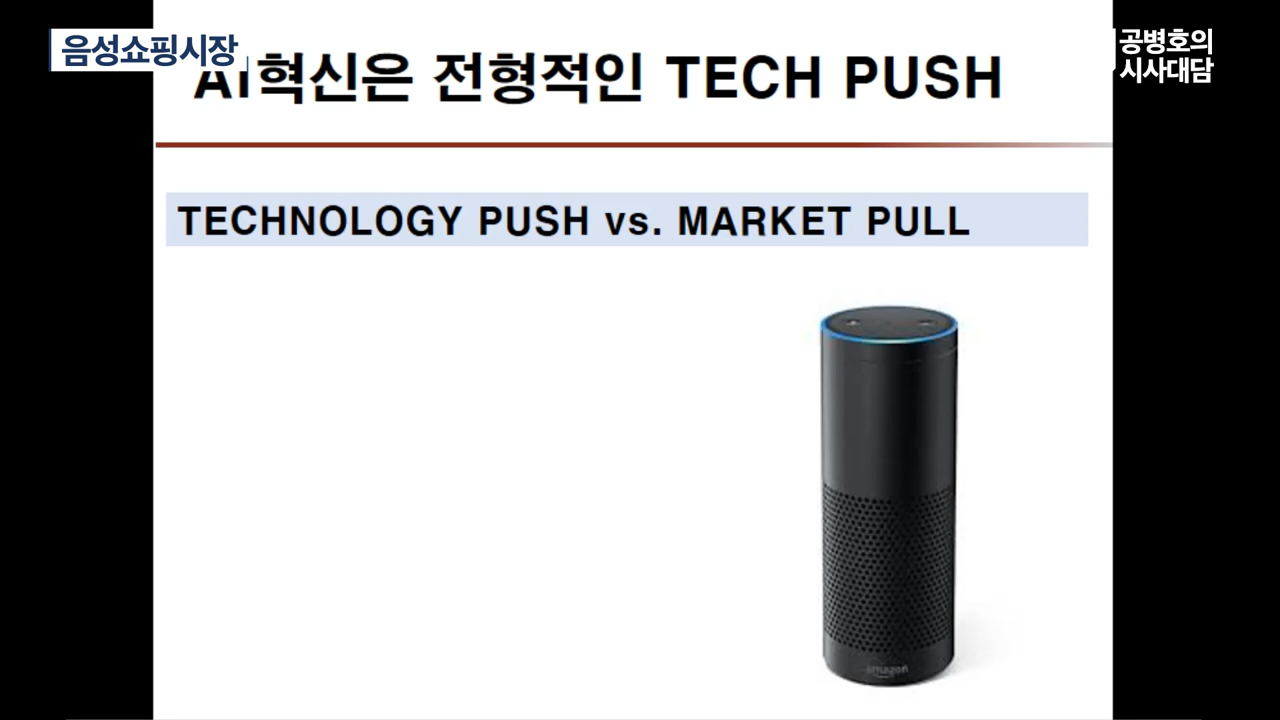 음성쇼핑시장
공병호의
시사대담
AI혁신은 전형적인 TECH PUSH
TECHNOLOGY PUSH vs. MARKET PULL
amazon